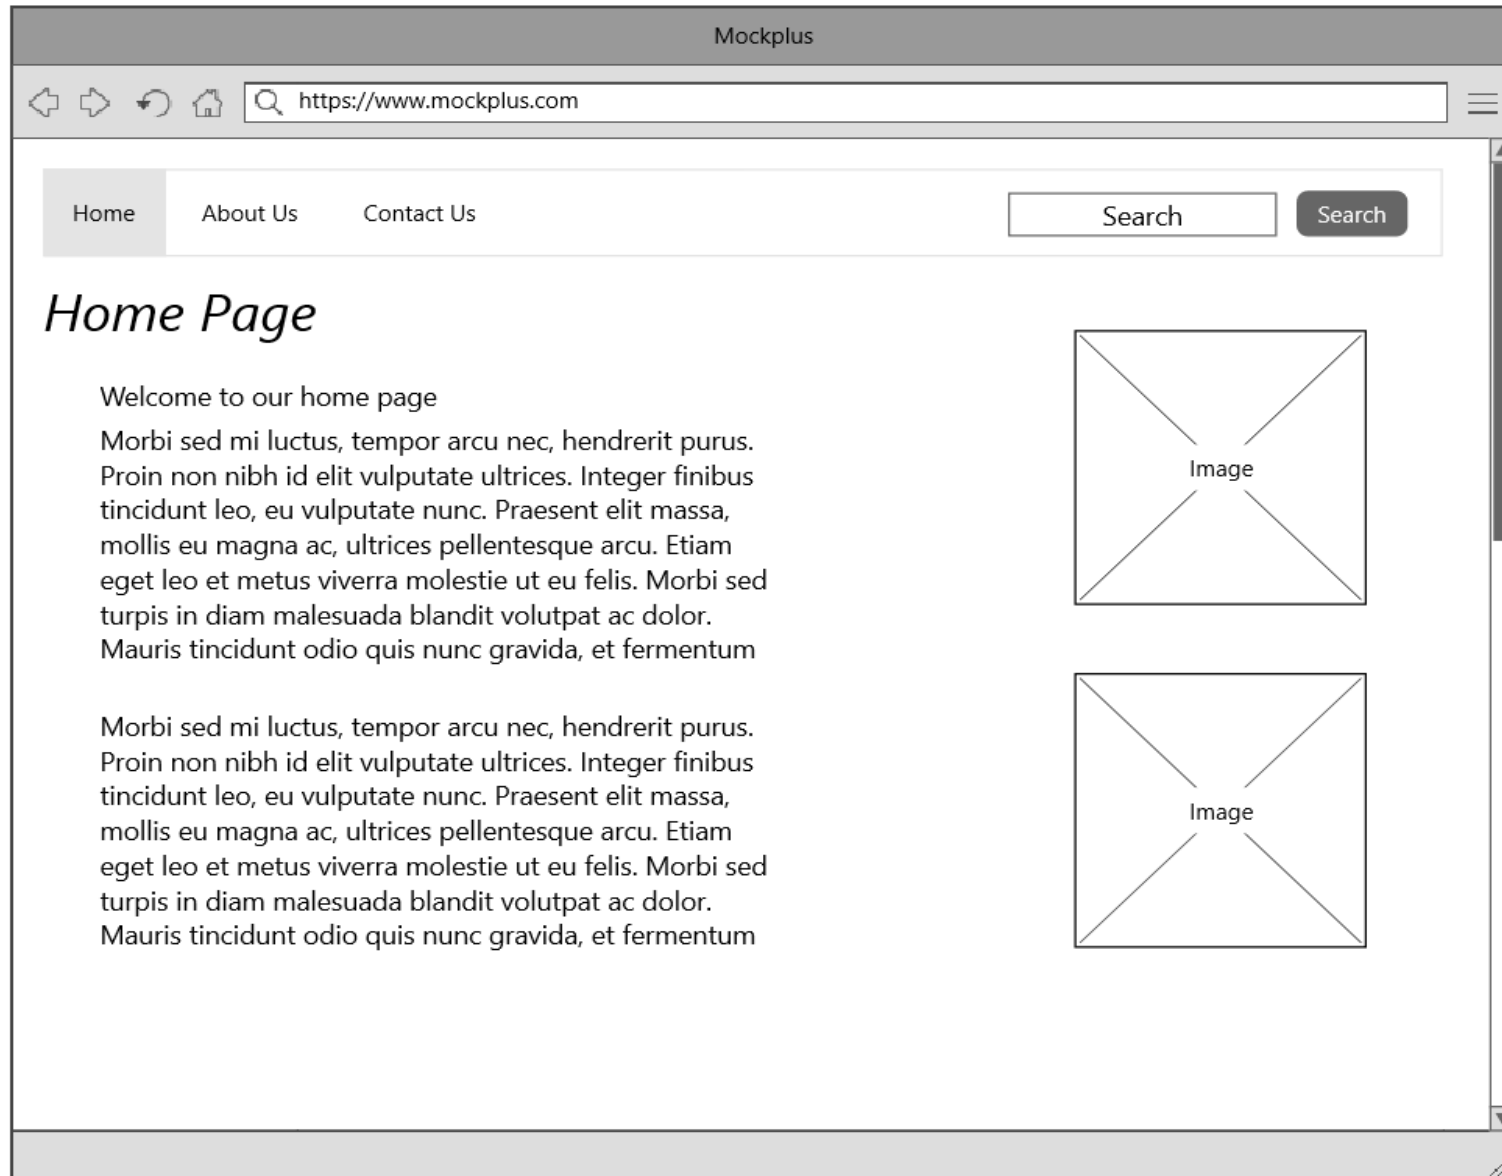 Mockplus
https://www.mockplus.com
Home About Us Contact Us Search Search
Home Page
Welcome to our home page
Morbi sed mi luctus, tempor arcu nec, hendrerit purus.
Proin non nibh id elit vulputate ultrices. Integer finibus
tincidunt leo, eu vulputate nunc. Praesent elit massa,
mollis eu magna ac, ultrices pellentesque arcu. Etiam
eget leo et metus viverra molestie ut eu felis. Morbi sed
turpis in diam malesuada blandit volutpat ac dolor.
Mauris tincidunt odio quis nunc gravida, et fermentum
Morbi sed mi luctus, tempor arcu nec, hendrerit purus.
Proin non nibh id elit vulputate ultrices. Integer finibus
tincidunt leo, eu vulputate nunc. Praesent elit massa,
mollis eu magna ac, ultrices pellentesque arcu. Etiam
eget leo et metus viverra molestie ut eu felis. Morbi sed
turpis in diam malesuada blandit volutpat ac dolor.
Mauris tincidunt odio quis nunc gravida, et fermentum
Image
Image